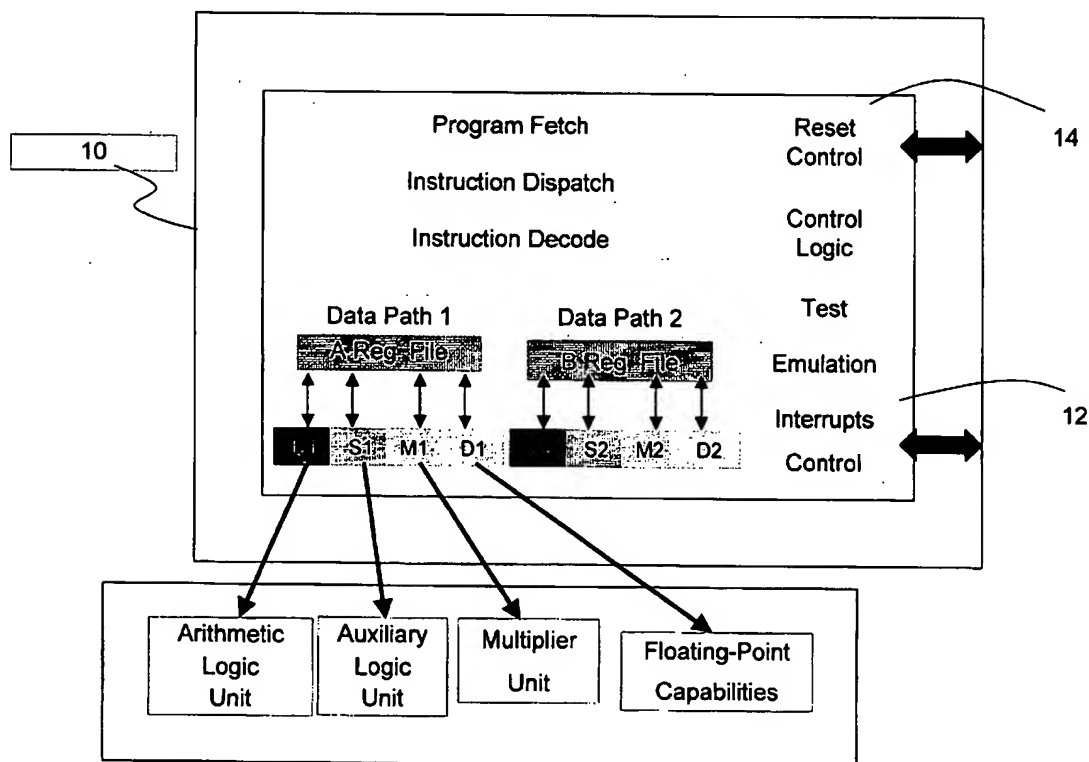 10
14
12
Program Fetch
Instruction Dispatch
Instruction Decode
Reset
Control
Control
Logic
Test
Emulation
Interrupts
Control
Data Path 1
A Reg File
S1
M1
D1
Data Path 2
B Reg File
S2
M2
D2
Arithmetic
Logic
Unit
Auxiliary
Logic
Unit
Multiplier
Unit
Floating-Point
Capabilities